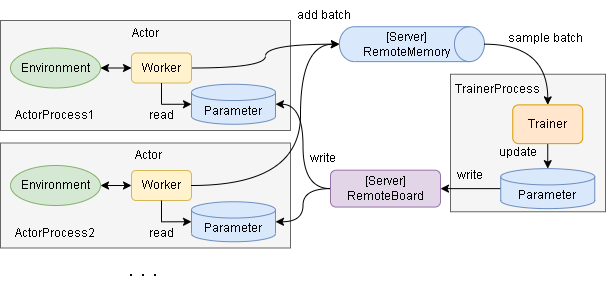 Actor
Environment
Worker
read
Parameter
ActorProcess1
add batch
[Server]
RemoteMemory
sample batch
TrainerProcess
Trainer
update
Parameter
write
[Server]
RemoteBoard
write
Actor
Environment
Worker
read
Parameter
ActorProcess2
. . .